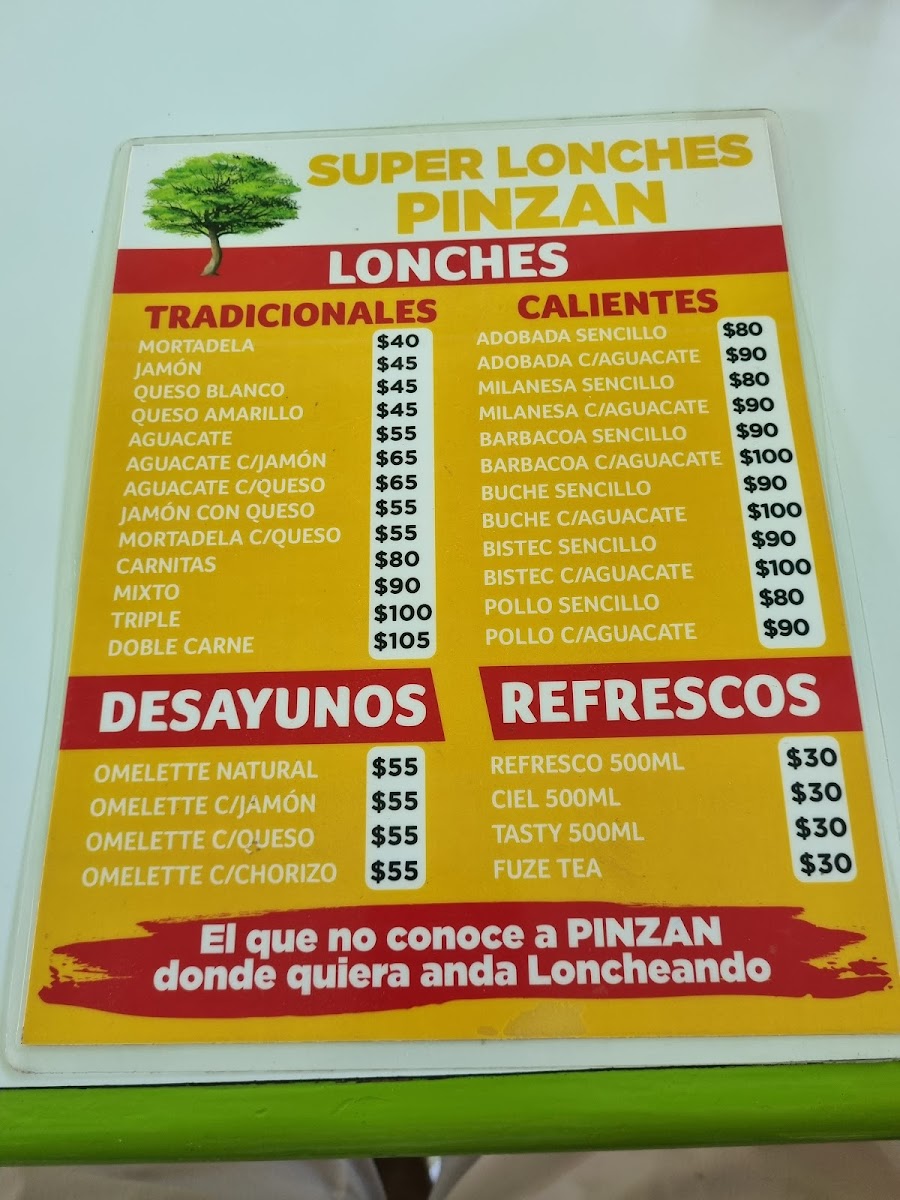 SUPER LONCHES
PINZAN
LONCHES
TRADICIONALES
MORTADELA $40
JAMÓN $45
QUESO BLANCO $45
QUESO AMARILLO $45
AGUACATE $55
AGUACATE C/JAMÓN $65
AGUACATE C/QUESO $65
JAMÓN CON QUESO $55
MORTADELA C/QUESO $55
CARNITAS $80
MIXTO $90
TRIPLE $100
DOBLE CARNE $105
CALIENTES
ADOBADA SENCILLO $80
ADOBADA C/AGUACATE $90
MILANESA SENCILLO $80
MILANESA C/AGUACATE $90
BARBACOA SENCILLO $90
BARBACOA C/AGUACATE $100
BUCHE SENCILLO $90
BUCHE C/AGUACATE $100
BISTEC SENCILLO $90
BISTEC C/AGUACATE $100
POLLO SENCILLO $80
POLLO C/AGUACATE $90
DESAYUNOS
OMELETTE NATURAL $55
OMELETTE C/JAMÓN $55
OMELETTE C/QUESO $55
OMELETTE C/CHORIZO $55
REFRESCOS
REFRESCO 500ML $30
CIEL 500ML $30
TASTY 500ML $30
FUZE TEA $30
El que no conoce a PINZAN
donde quiera anda Loncheando